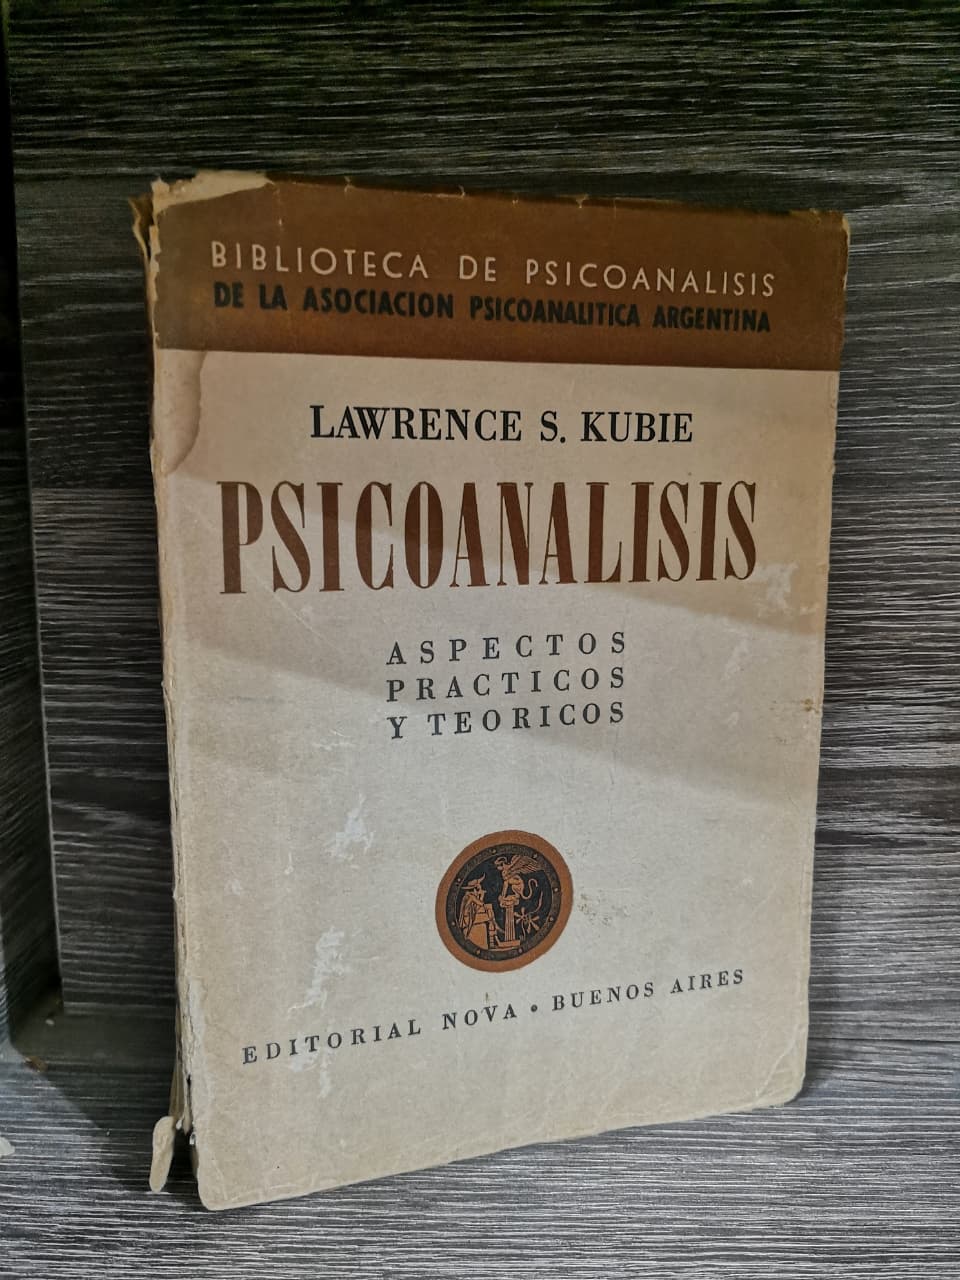 BIBLIOTECA DE PSICOANALISIS
DE LA ASOCIACION PSICOANALITICA ARGENTINA
LAWRENCE S. KUBIE
PSICOANALISIS
ASPECTOS
PRACTICOS
Y TEORICOS
EDITORIAL NOVA • BUENOS AIRES